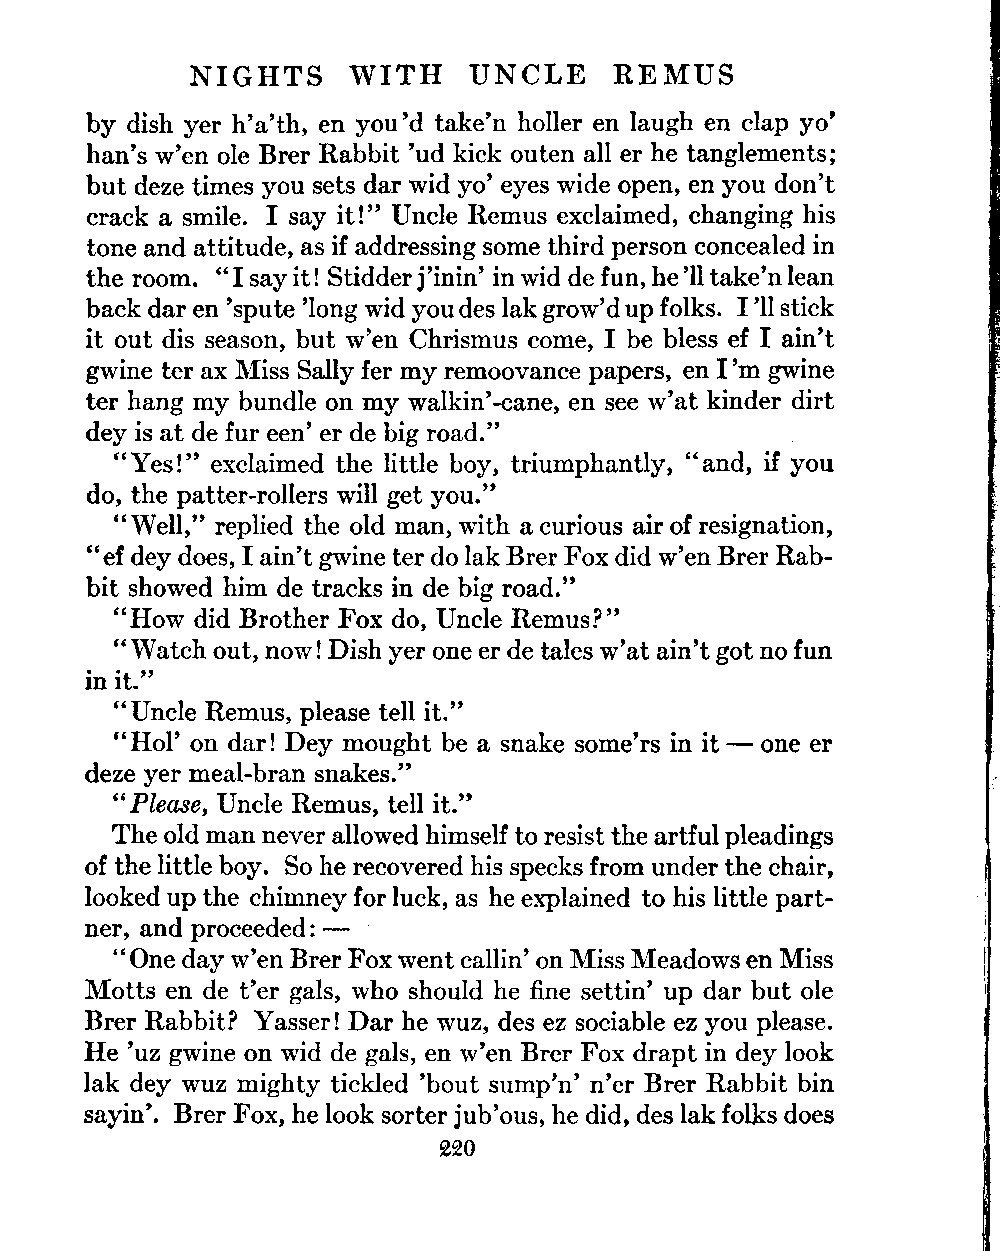 NIGHTS WITH UNCLE REMUS
by dish yer h'a'th, en you'd take'n holler en laugh en clap yo'
han's w'en ole Brer Rabbit 'ud kick outen all er he tanglements;
but deze times you sets dar wid yo' eyes wide open, en you don't
crack a smile. I say it!" Uncle Remus exclaimed, changing his
tone and attitude, as if addressing some third person concealed in
the room. "I say it! Stidder j'inin' in wid de fun, he'll take'n lean
back dar en 'spute 'long wid you des lak grow'd up folks. I'll stick
it out dis season, but w'en Chrismus come, I be bless ef I ain't
gwine ter ax Miss Sally fer my remoovance papers, en I'm gwine
ter hang my bundle on my walkin'-cane, en see w'at kinder dirt
dey is at de fur een' er de big road."
"Yes!" exclaimed the little boy, triumphantly, "and, if you
do, the patter-rollers will get you."
"Well," replied the old man, with a curious air of resignation,
"ef dey does, I ain't gwine ter do lak Brer Fox did w'en Brer Rab-
bit showed him de tracks in de big road."
"How did Brother Fox do, Uncle Remus?"
"Watch out, now! Dish yer one er de tales w'at ain't got no fun
in it."
"Uncle Remus, please tell it."
"Hol' on dar! Dey mought be a snake some'rs in it — one er
deze yer meal-bran snakes."
"Please, Uncle Remus, tell it."
The old man never allowed himself to resist the artful pleadings
of the little boy. So he recovered his specks from under the chair,
looked up the chimney for luck, as he explained to his little part-
ner, and proceeded: —
"One day w'en Brer Fox went callin' on Miss Meadows en Miss
Motts en de t'er gals, who should he fine settin' up dar but ole
Brer Rabbit? Yasser! Dar he wuz, des ez sociable ez you please.
He 'uz gwine on wid de gals, en w'en Brer Fox drapt in dey look
lak dey wuz mighty tickled 'bout sump'n' n'er Brer Rabbit bin
sayin'. Brer Fox, he look sorter jub'ous, he did, des lak folks does
220